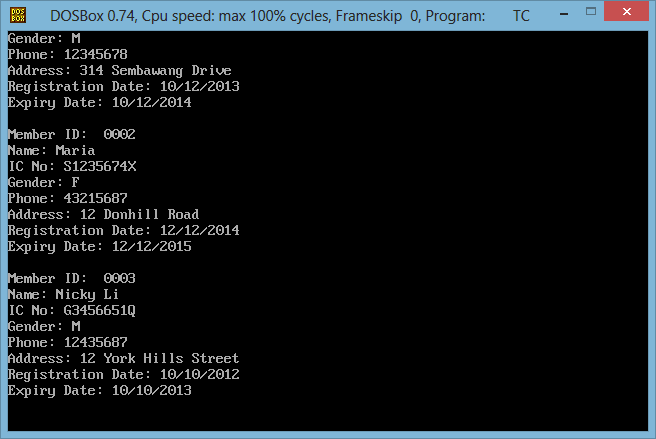 DOS
BOX
DOSBox 0.74, Cpu speed: max 100% cycles, Frameskip 0, Program: TC
Gender: M
Phone: 12345678
Address: 314 Sembawang Drive
Registration Date: 10/12/2013
Expiry Date: 10/12/2014
Member ID:  0002
Name: Maria
IC No: S1235674X
Gender: F
Phone: 43215687
Address: 12 Donhill Road
Registration Date: 12/12/2014
Expiry Date: 12/12/2015
Member ID:  0003
Name: Nicky Li
IC No: G3456651Q
Gender: M
Phone: 12435687
Address: 12 York Hills Street
Registration Date: 10/10/2012
Expiry Date: 10/10/2013